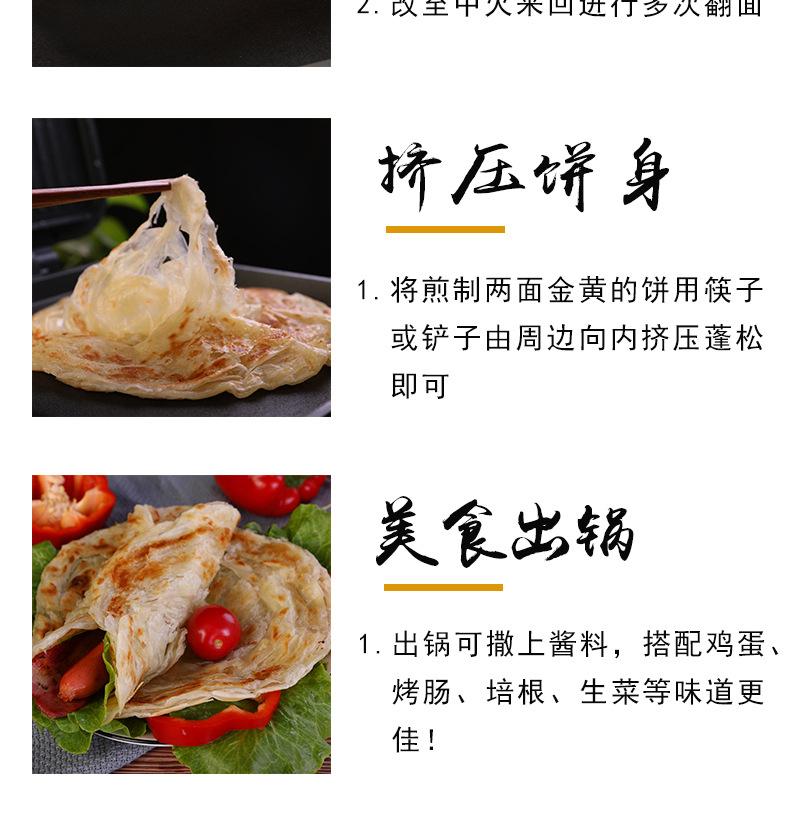 2. 改至中火来回进行多次翻面
挤压饼身
1. 将煎制两面金黄的饼用筷子
或铲子由周边向内挤压蓬松
即可
美食出锅
1. 出锅可撒上酱料，搭配鸡蛋、
烤肠、培根、生菜等味道更
佳！